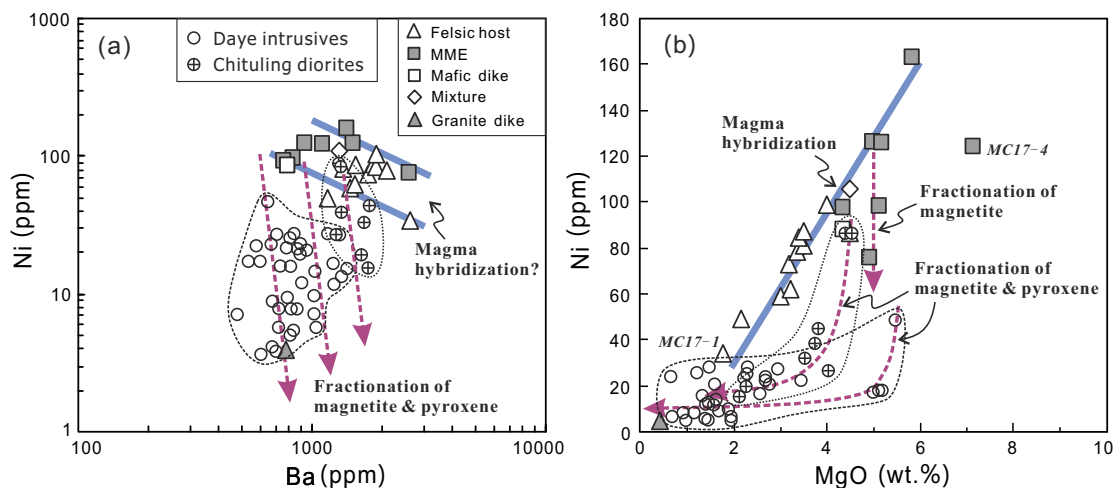 (a)
Daye intrusives
Chituling diorites
Felsic host
MME
Mafic dike
Mixture
Granite dike
1000
100
10
1
Ni (ppm)
Magma
hybridization?
Fractionation of
magnetite & pyroxene
100
1000
10000
Ba (ppm)
(b)
180
160
140
120
100
80
60
40
20
0
Ni (ppm)
Magma
hybridization
MC17-4
Fractionation of
magnetite
Fractionation of
magnetite & pyroxene
MC17-1
0
2
4
6
8
10
MgO (wt.%)